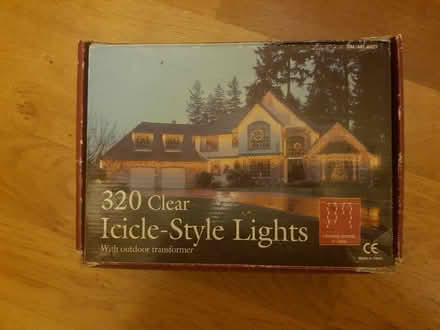 320 Clear
Icicle-Style Lights
With outdoor transformer
CE